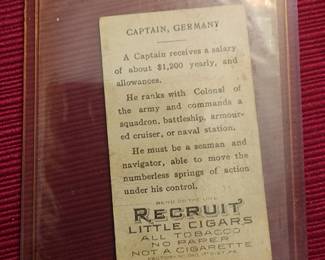 CAPTAIN, GERMANY
A Captain receives a salary
of about $1,200 yearly, and
allowances.
He ranks with Colonel of
the army and commands a
squadron, battleship, armour-
ed cruiser, or naval station.
He must be a seaman and
navigator, able to move the
numberless springs of action
under his control.
RECRUIT
LITTLE CIGARS
ALL TOBACCO
NO PAPER
NOT A CIGARETTE